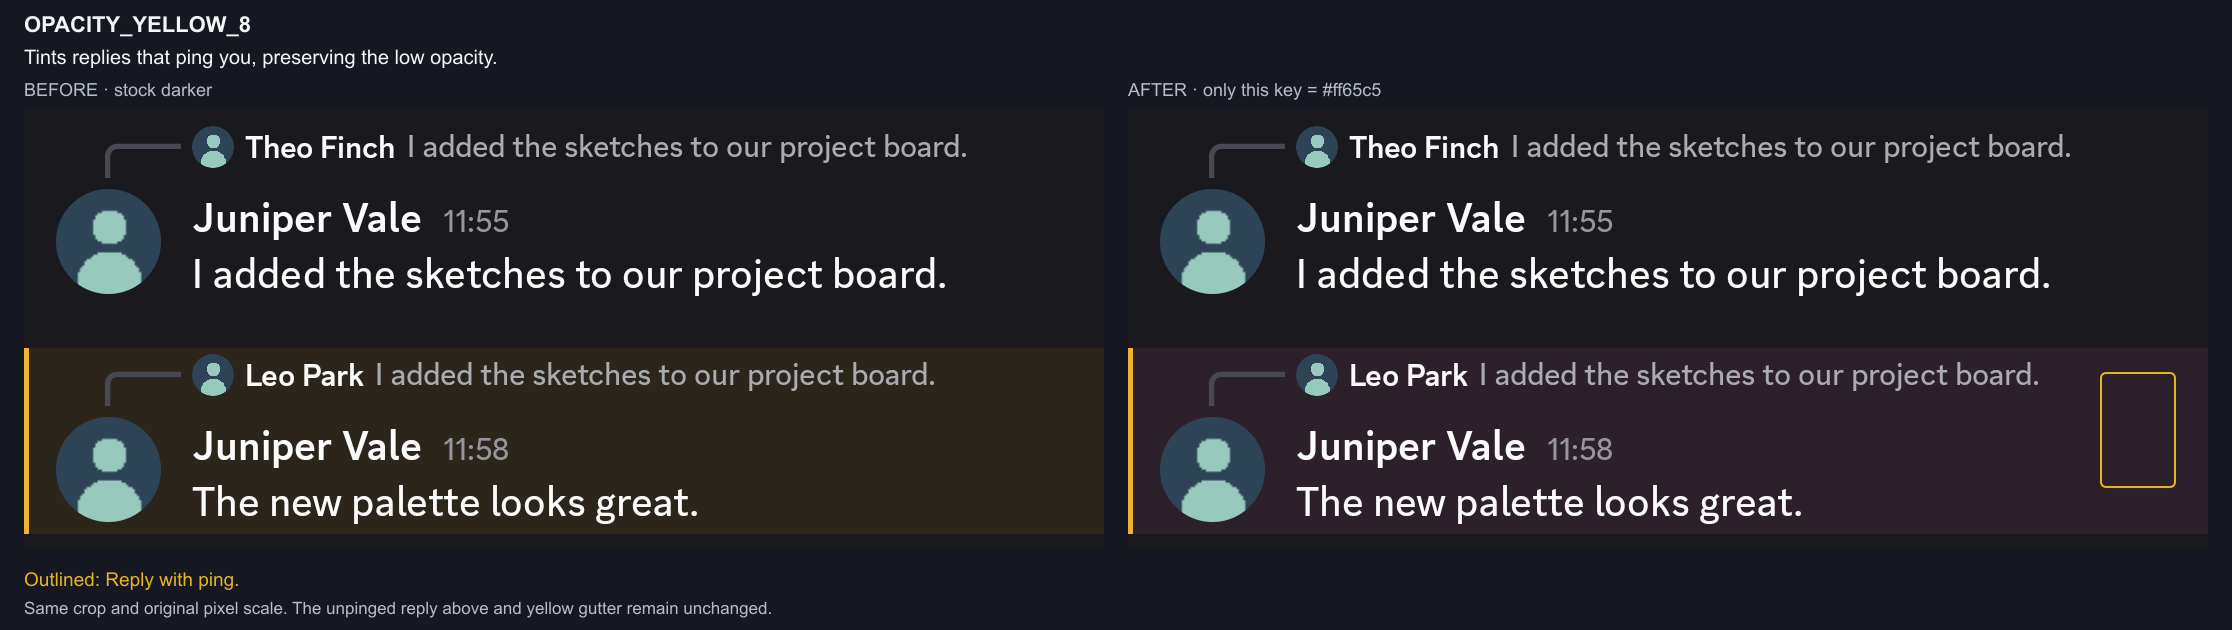 OPACITY_YELLOW_8
Tints replies that ping you, preserving the low opacity.
BEFORE · stock darker
Theo Finch I added the sketches to our project board.
Juniper Vale 11:55
I added the sketches to our project board.
Leo Park I added the sketches to our project board.
Juniper Vale 11:58
The new palette looks great.
AFTER · only this key = #ff65c5
Theo Finch I added the sketches to our project board.
Juniper Vale 11:55
I added the sketches to our project board.
Leo Park I added the sketches to our project board.
Juniper Vale 11:58
The new palette looks great.
Outlined: Reply with ping.
Same crop and original pixel scale. The unpinged reply above and yellow gutter remain unchanged.